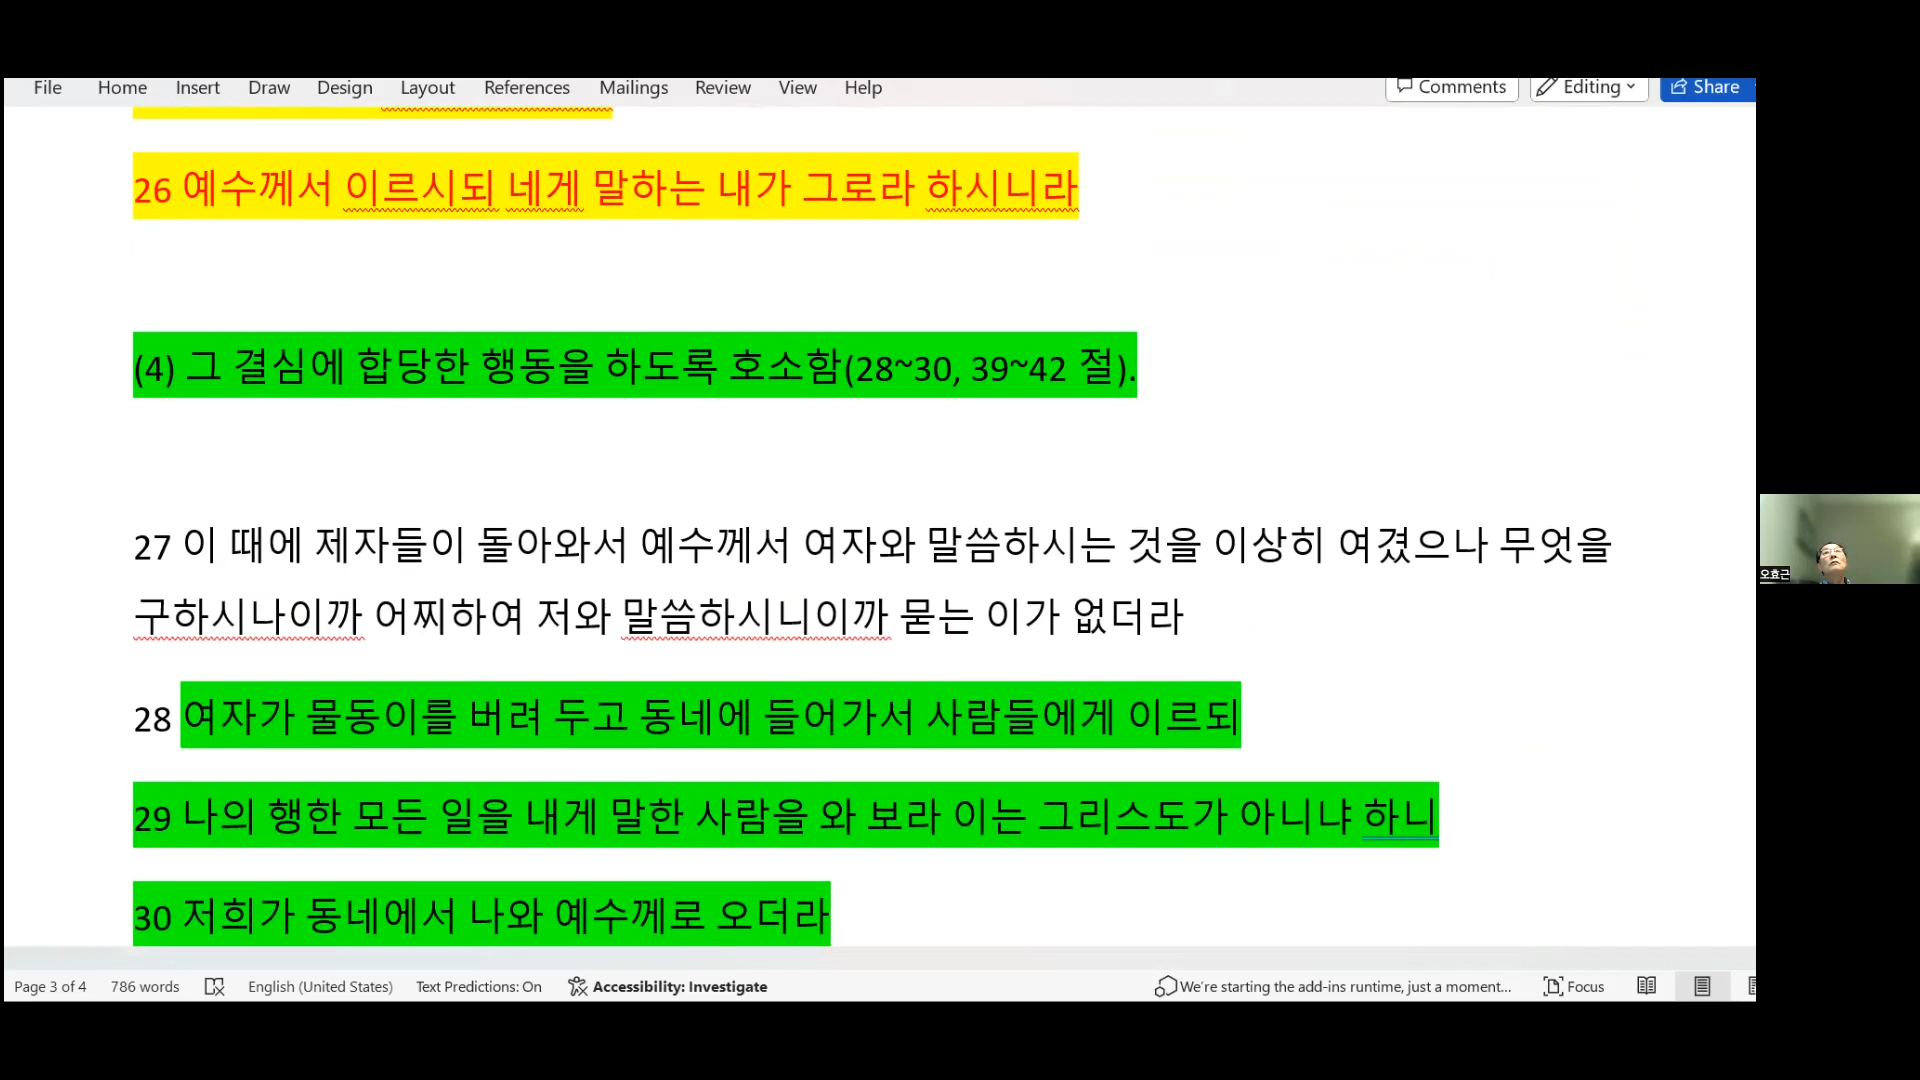 File Home Insert Draw Design Layout References Mailings Review View Help Comments Editing Share
26 예수께서 이르시되 네게 말하는 내가 그로라 하시니라
(4) 그 결심에 합당한 행동을 하도록 호소함(28~30, 39~42 절).
27 이 때에 제자들이 돌아와서 예수께서 여자와 말씀하시는 것을 이상히 여겼으나 무엇을
구하시나이까 어찌하여 저와 말씀하시니이까 묻는 이가 없더라
28 여자가 물동이를 버려 두고 동네에 들어가서 사람들에게 이르되
29 나의 행한 모든 일을 내게 말한 사람을 와 보라 이는 그리스도가 아니냐 하니
30 저희가 동네에서 나와 예수께로 오더라
오효근
Page 3 of 4 786 words English (United States) Text Predictions: On Accessibility: Investigate We're starting the add-ins runtime, just a moment... Focus